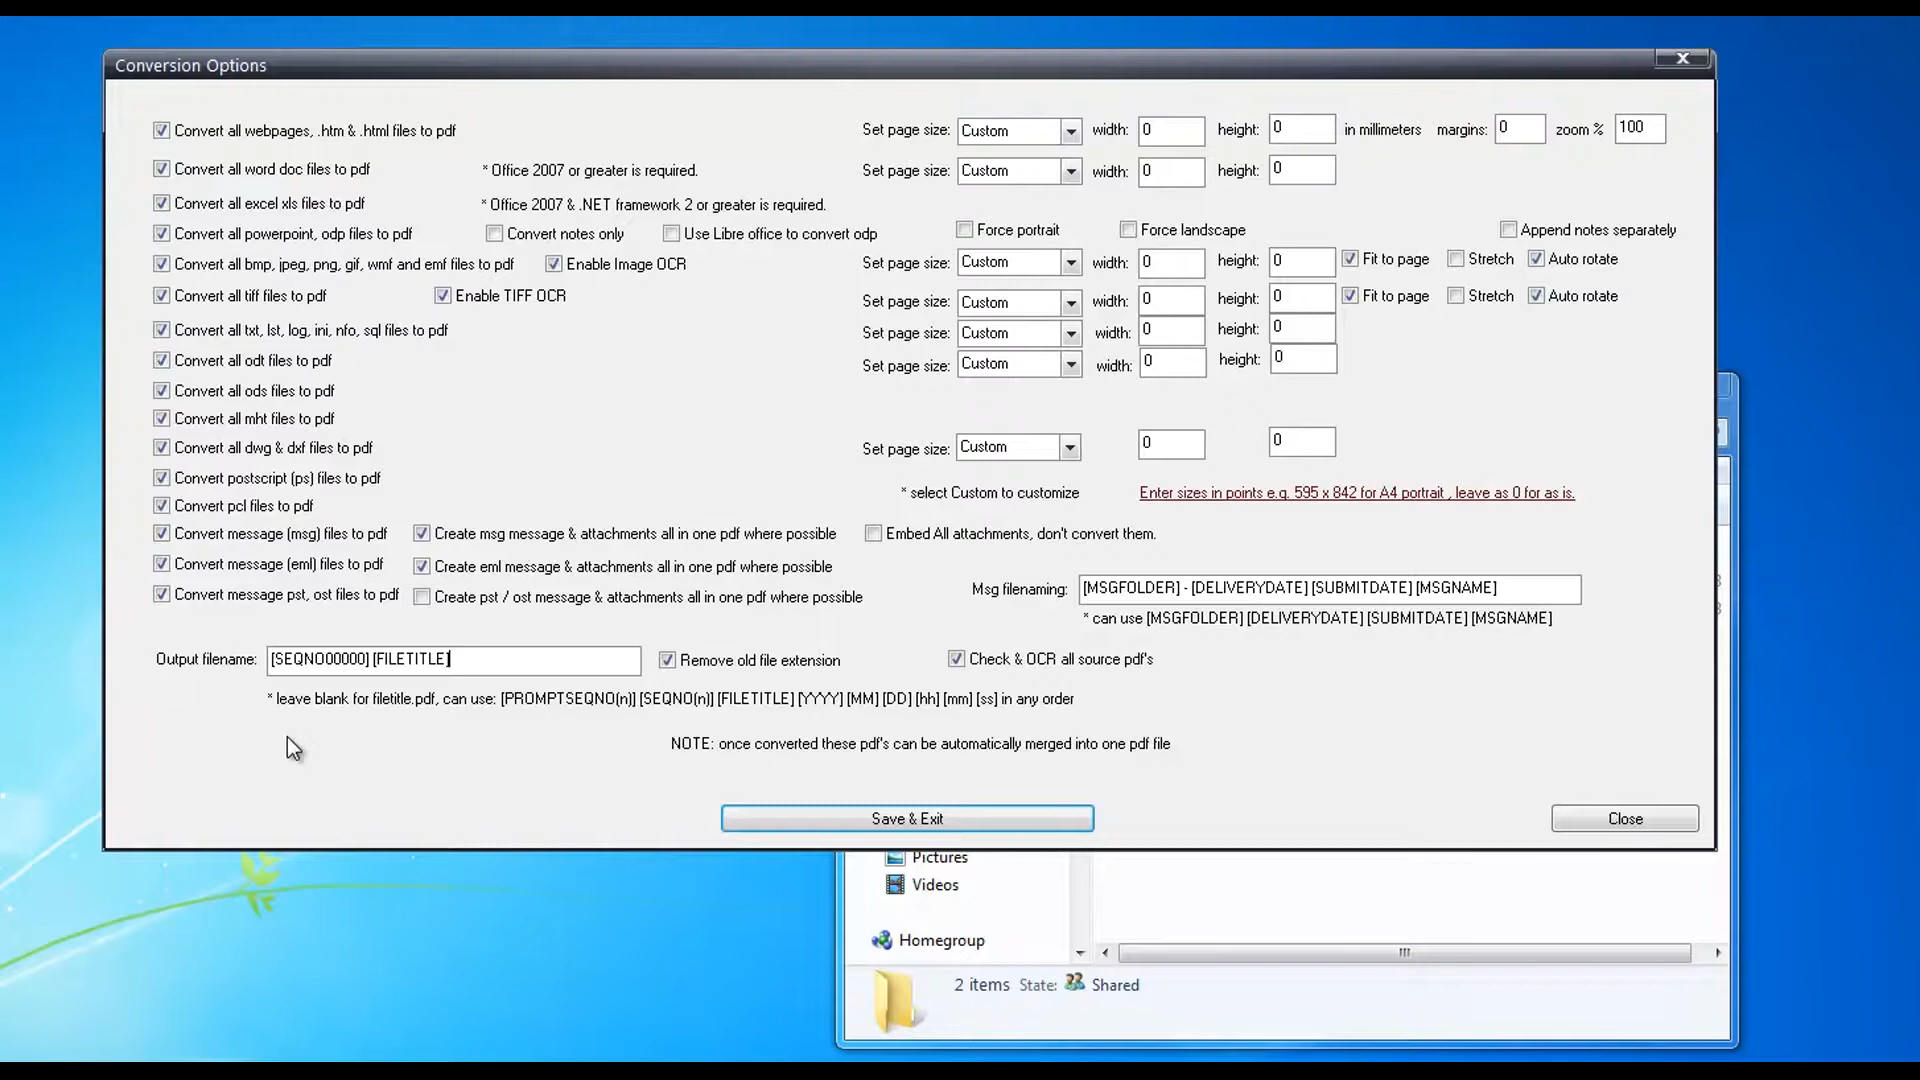 Conversion Options
Convert all webpages, .htm & .html files to pdf Set page size: Custom width: 0 height: 0 in millimeters margins: 0 zoom % 100
Convert all word doc files to pdf * Office 2007 or greater is required. Set page size: Custom width: 0 height: 0
Convert all excel xls files to pdf * Office 2007 & .NET framework 2 or greater is required.
Convert all powerpoint, odp files to pdf Convert notes only Use Libre office to convert odp Force portrait Force landscape Append notes separately
Convert all bmp, jpeg, png, gif, wmf and emf files to pdf Enable Image OCR Set page size: Custom width: 0 height: 0 Fit to page Stretch Auto rotate
Convert all tiff files to pdf Enable TIFF OCR Set page size: Custom width: 0 height: 0 Fit to page Stretch Auto rotate
Convert all txt, lst, log, ini, nfo, sql files to pdf Set page size: Custom width: 0 height: 0
Convert all odt files to pdf Set page size: Custom width: 0 height: 0
Convert all ods files to pdf
Convert all mht files to pdf
Convert all dwg & dxf files to pdf Set page size: Custom 0 0
Convert postscript (ps) files to pdf * select Custom to customize Enter sizes in points e.g. 595 x 842 for A4 portrait , leave as 0 for as is.
Convert pcl files to pdf
Convert message (msg) files to pdf Create msg message & attachments all in one pdf where possible Embed All attachments, don't convert them.
Convert message (eml) files to pdf Create eml message & attachments all in one pdf where possible
Convert message pst, ost files to pdf Create pst / ost message & attachments all in one pdf where possible Msg filenaming: [MSGFOLDER] - [DELIVERYDATE] [SUBMITDATE] [MSGNAME]
* can use [MSGFOLDER] [DELIVERYDATE] [SUBMITDATE] [MSGNAME]
Output filename: [SEQNO00000] [FILETITLE] Remove old file extension Check & OCR all source pdf's
* leave blank for filetitle.pdf, can use: [PROMPTSEQNO(n)] [SEQNO(n)] [FILETITLE] [YYYY] [MM] [DD] [hh] [mm] [ss] in any order
NOTE: once converted these pdf's can be automatically merged into one pdf file
Save & Exit Close
Pictures
Videos
Homegroup
2 items State: Shared